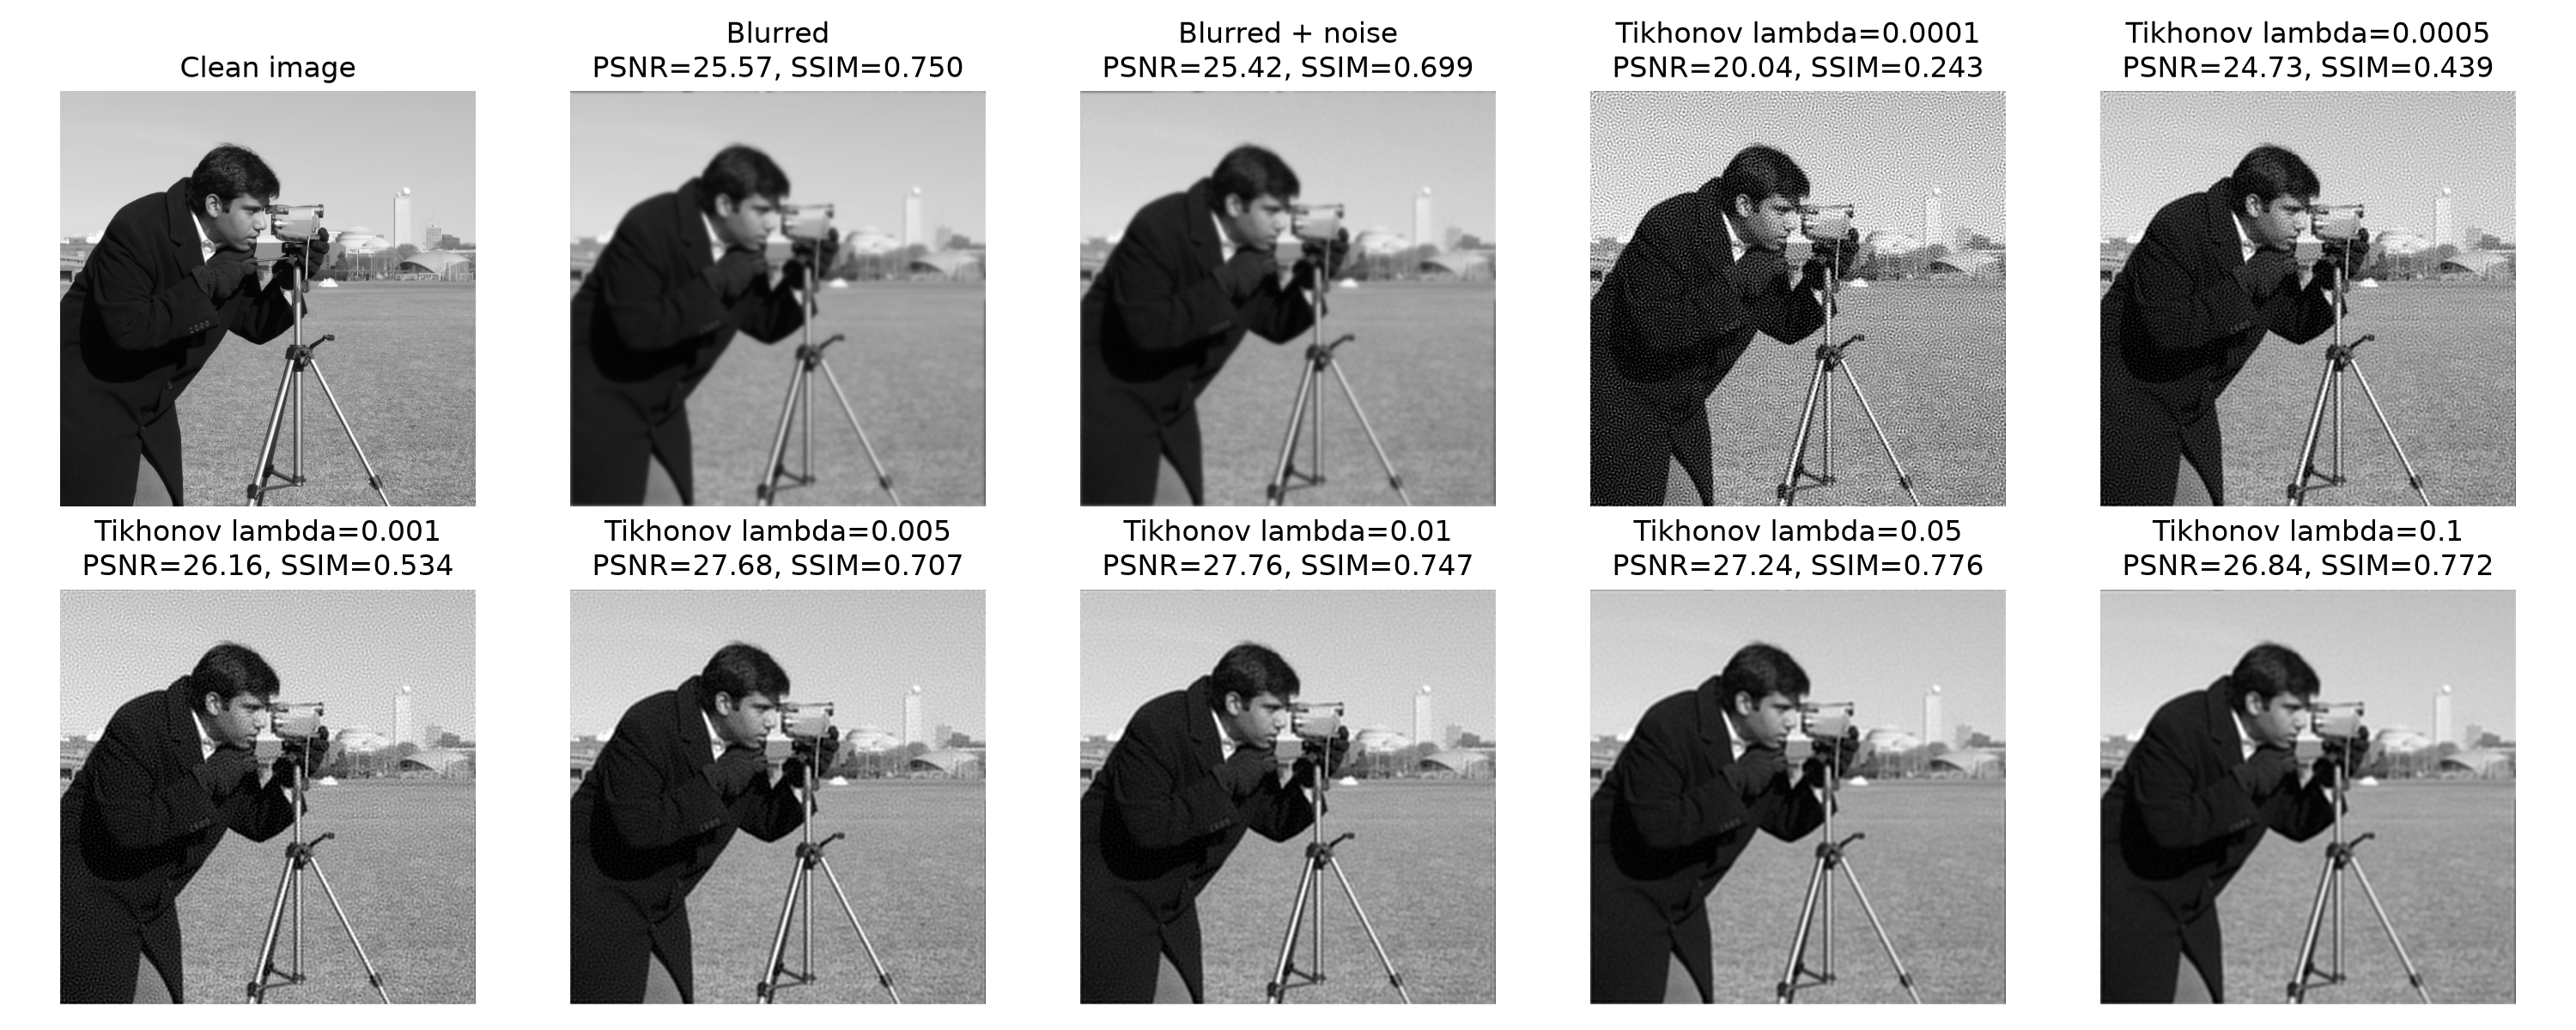 Clean image
Blurred
PSNR=25.57, SSIM=0.750
Blurred + noise
PSNR=25.42, SSIM=0.699
Tikhonov lambda=0.0001
PSNR=20.04, SSIM=0.243
Tikhonov lambda=0.0005
PSNR=24.73, SSIM=0.439
Tikhonov lambda=0.001
PSNR=26.16, SSIM=0.534
Tikhonov lambda=0.005
PSNR=27.68, SSIM=0.707
Tikhonov lambda=0.01
PSNR=27.76, SSIM=0.747
Tikhonov lambda=0.05
PSNR=27.24, SSIM=0.776
Tikhonov lambda=0.1
PSNR=26.84, SSIM=0.772